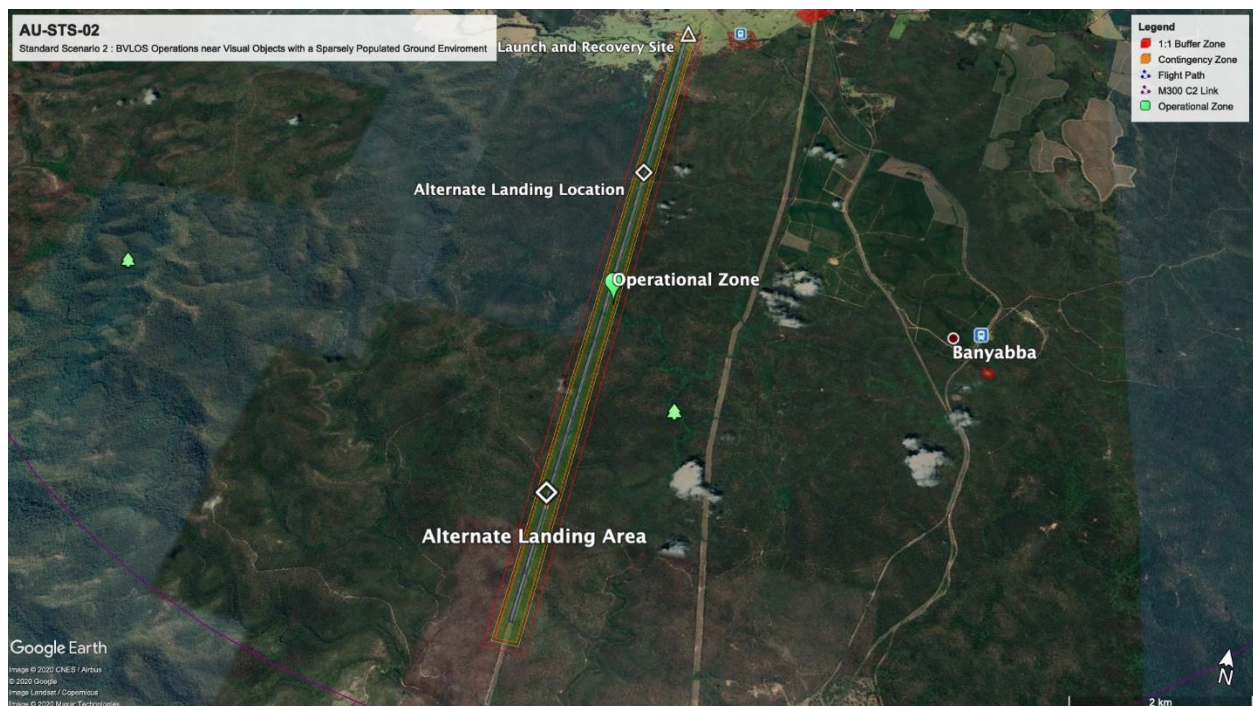 AU-STS-02
Standard Scenario 2 : BVLOS Operations near Visual Objects with a Sparsely Populated Ground Enviroment
Launch and Recovery Site
Legend
1:1 Buffer Zone
Contingency Zone
Flight Path
M300 C2 Link
Operational Zone
Alternate Landing Location
Operational Zone
Banyabba
Alternate Landing Area
Google Earth
Image © 2020 CNES / Airbus
© 2020 Google
Image Landsat / Copernicus
Image © 2020 Maxar Technologies
N
2 km